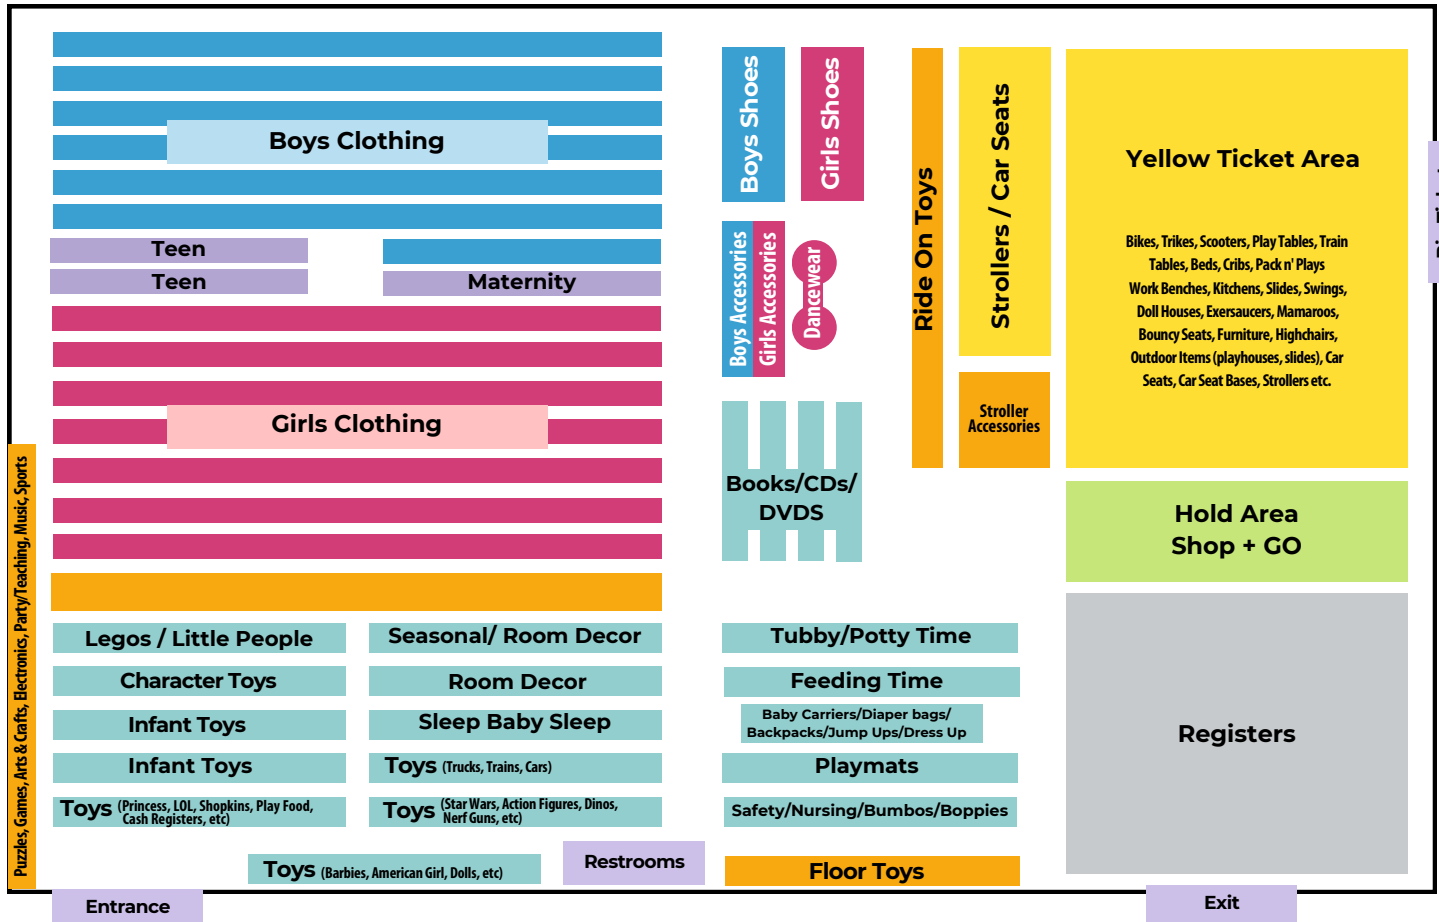 Boys Clothing
Teen
Teen
Maternity
Girls Clothing
Puzzles, Games, Arts & Crafts, Electronics, Party/Teaching, Music, Sports
Legos / Little People
Character Toys
Infant Toys
Infant Toys
Toys (Princess, LOL, Shopkins, Play Food,
Cash Registers, etc)
Seasonal/ Room Decor
Room Decor
Sleep Baby Sleep
Toys (Trucks, Trains, Cars)
Toys (Star Wars, Action Figures, Dinos,
Nerf Guns, etc)
Toys (Barbies, American Girl, Dolls, etc)
Restrooms
Entrance
Boys Shoes
Girls Shoes
Boys Accessories
Girls Accessories
Dancewear
Books/CDs/
DVDS
Tubby/Potty Time
Feeding Time
Baby Carriers/Diaper bags/
Backpacks/Jump Ups/Dress Up
Playmats
Safety/Nursing/Bumbos/Boppies
Floor Toys
Ride On Toys
Strollers / Car Seats
Stroller
Accessories
Yellow Ticket Area
Bikes, Trikes, Scooters, Play Tables, Train
Tables, Beds, Cribs, Pack n' Plays
Work Benches, Kitchens, Slides, Swings,
Doll Houses, Exersaucers, Mamaroos,
Bouncy Seats, Furniture, Highchairs,
Outdoor Items (playhouses, slides), Car
Seats, Car Seat Bases, Strollers etc.
Hold Area
Shop + GO
Registers
Exit